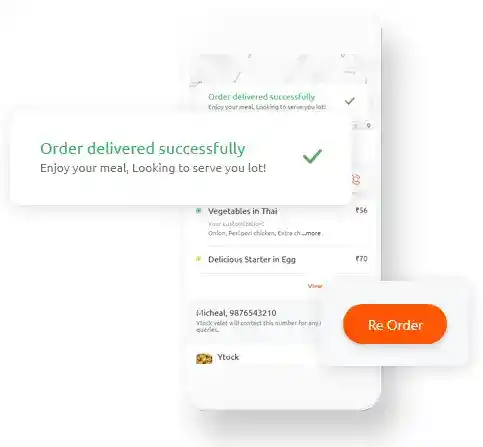 Order delivered successfully
Enjoy your meal, Looking to serve you lot!
Order delivered successfully
Enjoy your meal, Looking to serve you lot!
Vegetables in Thai ₹56
Your customization:
Onion, Peri peri chicken, Extra ch...more
Delicious Starter in Egg ₹70
View
Micheal, 9876543210
Ytock valet will contact this number for any
queries.
Re Order
Ytock